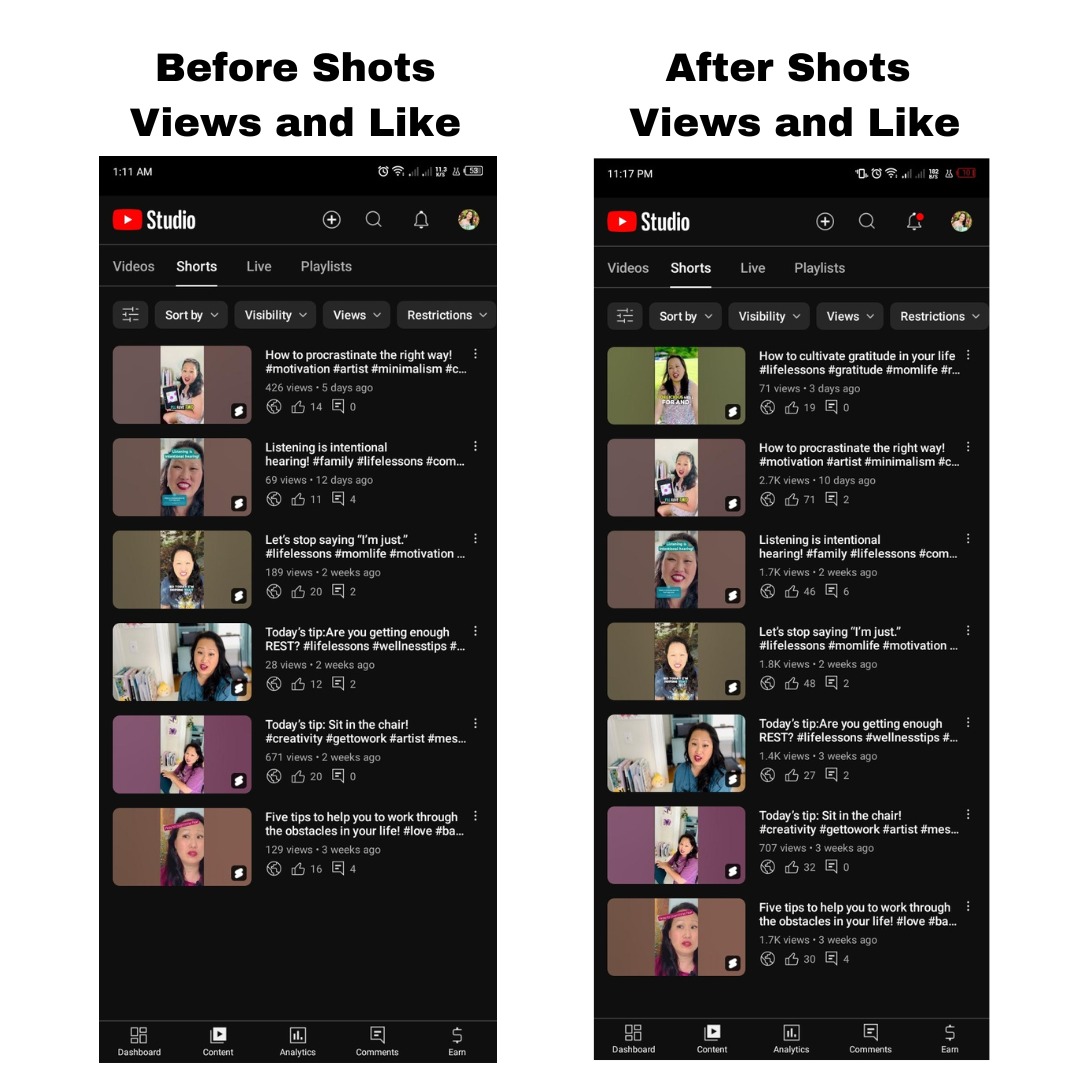 Before Shots
Views and Like
1:11 AM
11.3
K/S
53
Studio
Videos Shorts Live Playlists
Sort by Visibility Views Restrictions
How to procrastinate the right way!
#motivation #artist #minimalism #c...
426 views • 5 days ago
14 0
Listening is intentional
hearing! #family #lifelessons #com...
69 views • 12 days ago
11 4
Let's stop saying “I'm just.”
#lifelessons #momlife #motivation ...
189 views • 2 weeks ago
20 2
Today's tip:Are you getting enough
REST? #lifelessons #wellnesstips #...
28 views • 2 weeks ago
12 2
Today's tip: Sit in the chair!
#creativity #gettowork #artist #mes...
671 views • 2 weeks ago
20 0
Five tips to help you to work through
the obstacles in your life! #love #ba...
129 views • 3 weeks ago
16 4
Dashboard Content Analytics Comments Earn
After Shots
Views and Like
11:17 PM
182
B/S
Studio
Videos Shorts Live Playlists
Sort by Visibility Views Restrictions
How to cultivate gratitude in your life
#lifelessons #gratitude #momlife #r...
71 views • 3 days ago
19 0
FOR AND
How to procrastinate the right way!
#motivation #artist #minimalism #c...
2.7K views • 10 days ago
71 2
Listening is intentional
hearing! #family #lifelessons #com...
1.7K views • 2 weeks ago
46 6
Listening is
intentional hearing!
Let's stop saying “I'm just.”
#lifelessons #momlife #motivation ...
1.8K views • 2 weeks ago
48 2
Today's tip:Are you getting enough
REST? #lifelessons #wellnesstips #...
1.4K views • 3 weeks ago
27 2
Today's tip: Sit in the chair!
#creativity #gettowork #artist #mes...
707 views • 3 weeks ago
32 0
Five tips to help you to work through
the obstacles in your life! #love #ba...
1.7K views • 3 weeks ago
30 4
Dashboard Content Analytics Comments Earn